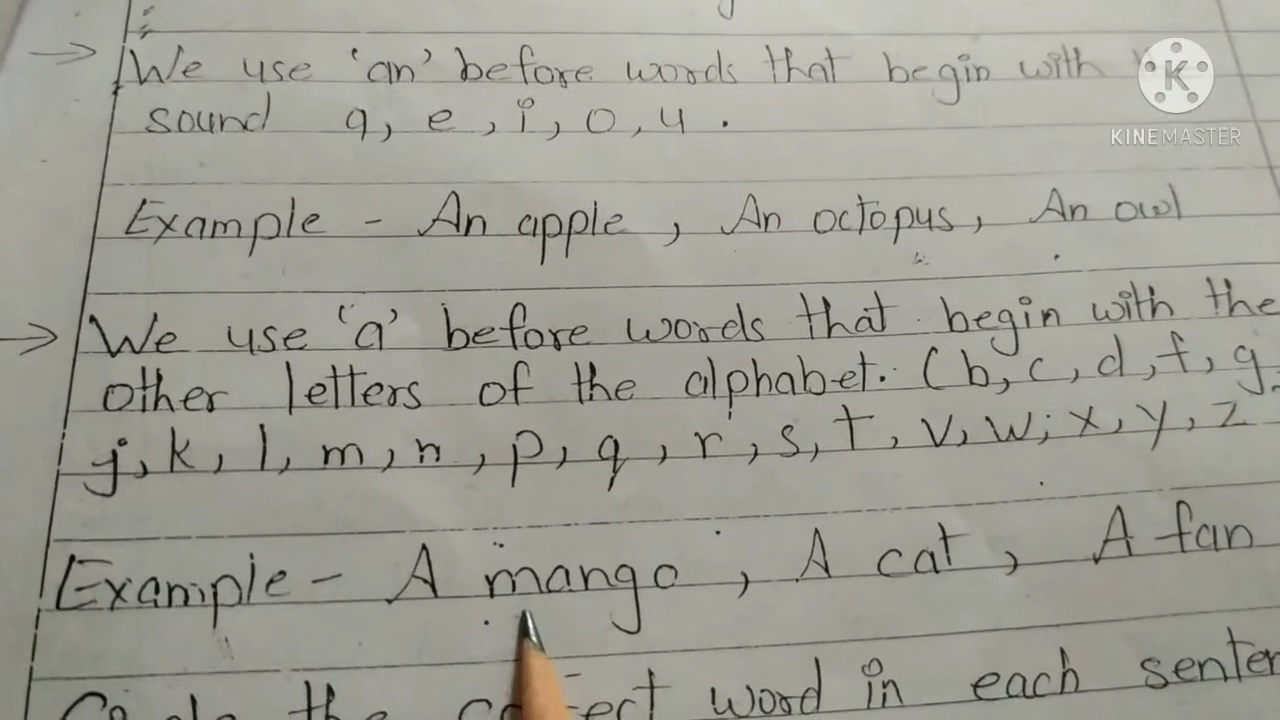 We use 'an' before words that begin with
sound a, e, i, o, u .
Example - An apple, An octopus, An owl
We use 'a' before words that begin with the
other letters of the alphabet. (b, c, d, f, g
j, k, l, m, n, p, q, r, s, t, v, w, x, y, z
Example - A mango, A cat, A fan
the word in each
K
KINEMASTER